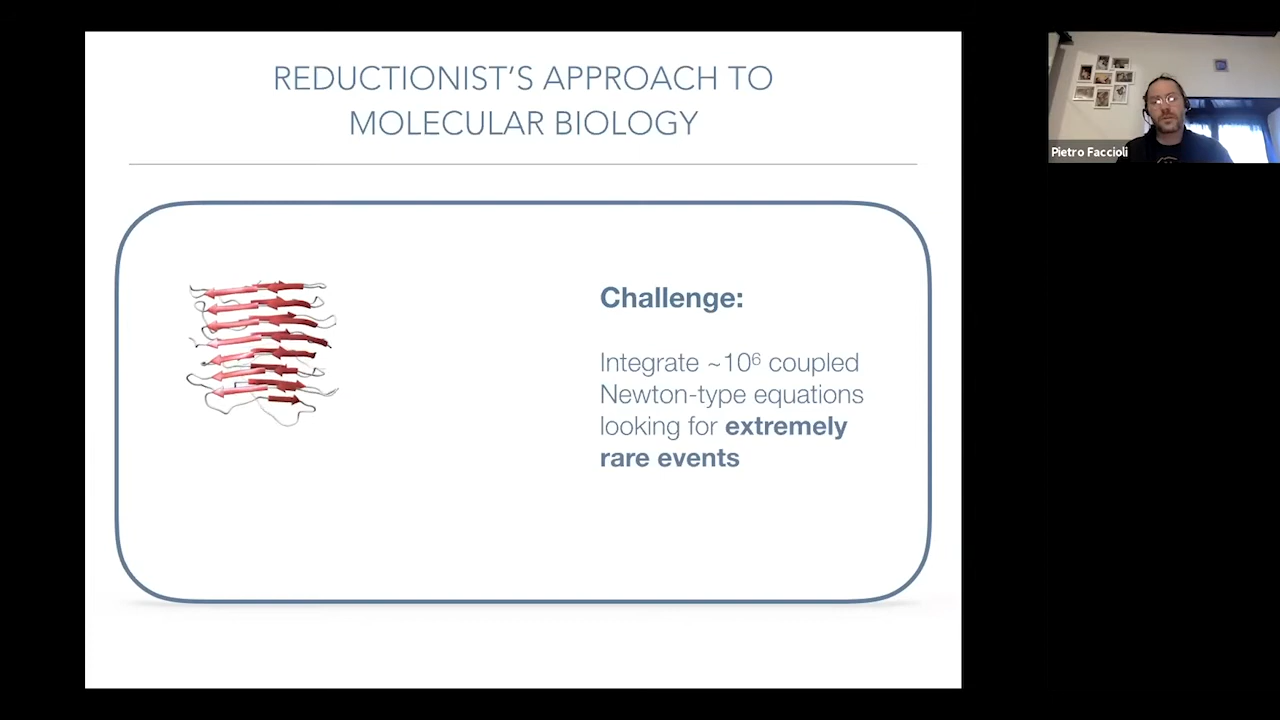 REDUCTIONIST'S APPROACH TO
MOLECULAR BIOLOGY
Challenge:
Integrate ~10⁶ coupled
Newton-type equations
looking for extremely
rare events
Pietro Faccioli